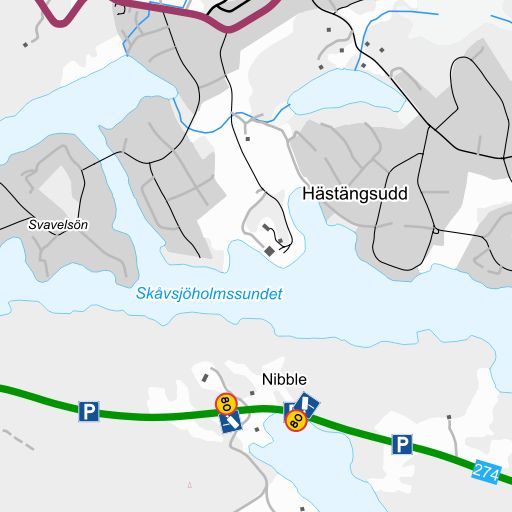 Hästängsudd
Svavelsön
Skåvsjöholmssundet
Nibble
80
P
P
80
P
274